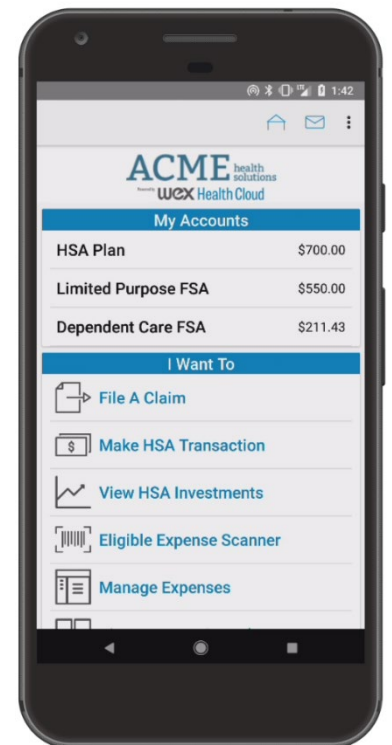 1:42
ACME health solutions
Powered by wex Health Cloud
My Accounts
HSA Plan $700.00
Limited Purpose FSA $550.00
Dependent Care FSA $211.43
I Want To
File A Claim
$ Make HSA Transaction
View HSA Investments
Eligible Expense Scanner
Manage Expenses